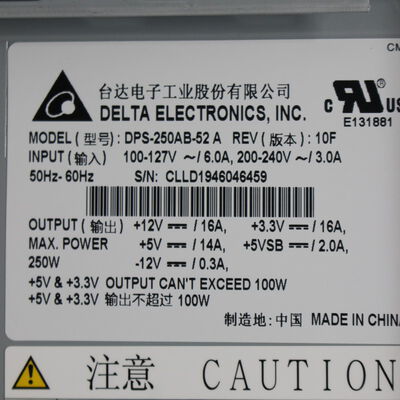 CM
台达电子工业股份有限公司
DELTA ELECTRONICS, INC.
c RU US
E131881
MODEL (型号): DPS-250AB-52 A REV (版本): 10F
INPUT (输入) 100-127V ～/ 6.0A, 200-240V ～/ 3.0A
50Hz- 60Hz S/N: CLLD1946046459
OUTPUT (输出) +12V ⎓ / 16A, +3.3V ⎓ / 16A,
MAX. POWER +5V ⎓ / 14A, +5VSB ⎓ / 2.0A,
250W -12V ⎓ / 0.3A,
+5V & +3.3V OUTPUT CAN'T EXCEED 100W
+5V & +3.3V 输出不超过 100W
制造地: 中国 MADE IN CHINA
注意 CAUTION